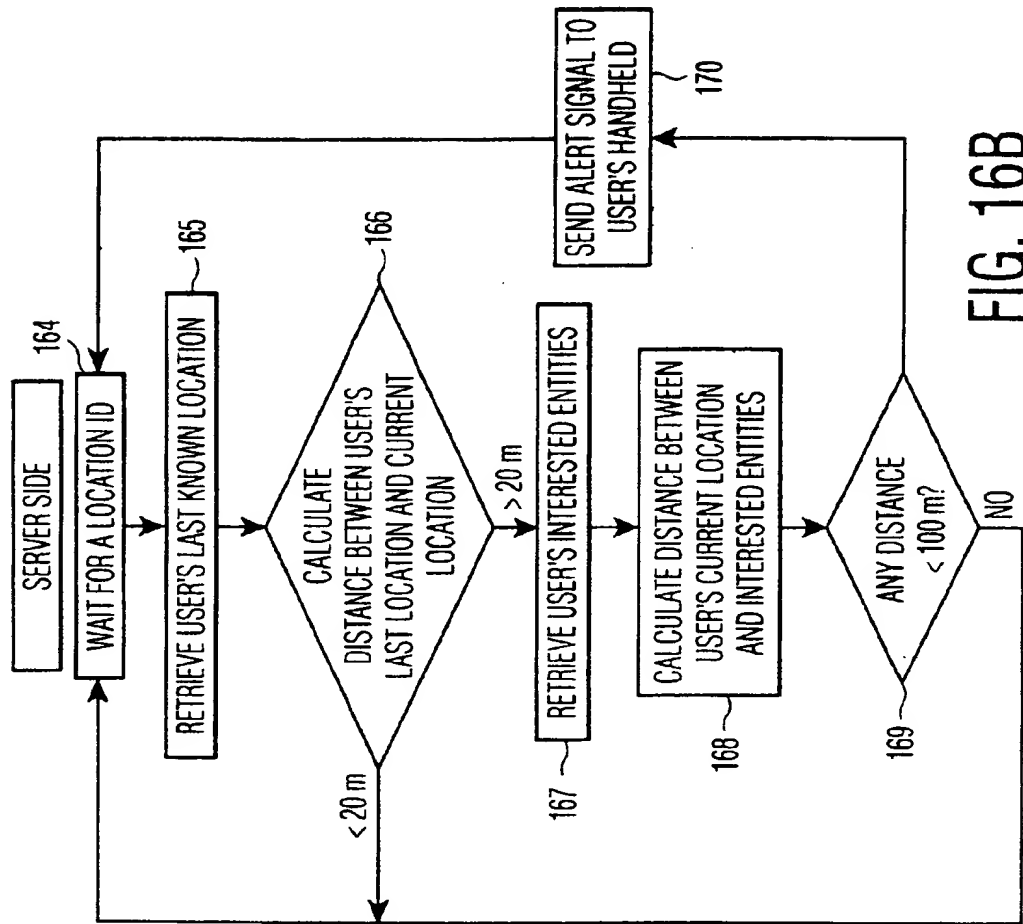 SERVER SIDE
164
WAIT FOR A LOCATION ID
165
RETRIEVE USER'S LAST KNOWN LOCATION
166
CALCULATE
DISTANCE BETWEEN USER'S
LAST LOCATION AND CURRENT
LOCATION
< 20 m
> 20 m
RETRIEVE USER'S INTERESTED ENTITIES
167
CALCULATE DISTANCE BETWEEN
USER'S CURRENT LOCATION
AND INTERESTED ENTITIES
168
ANY DISTANCE
< 100 m?
169
NO
SEND ALERT SIGNAL TO
USER'S HANDHELD
170
FIG. 16B